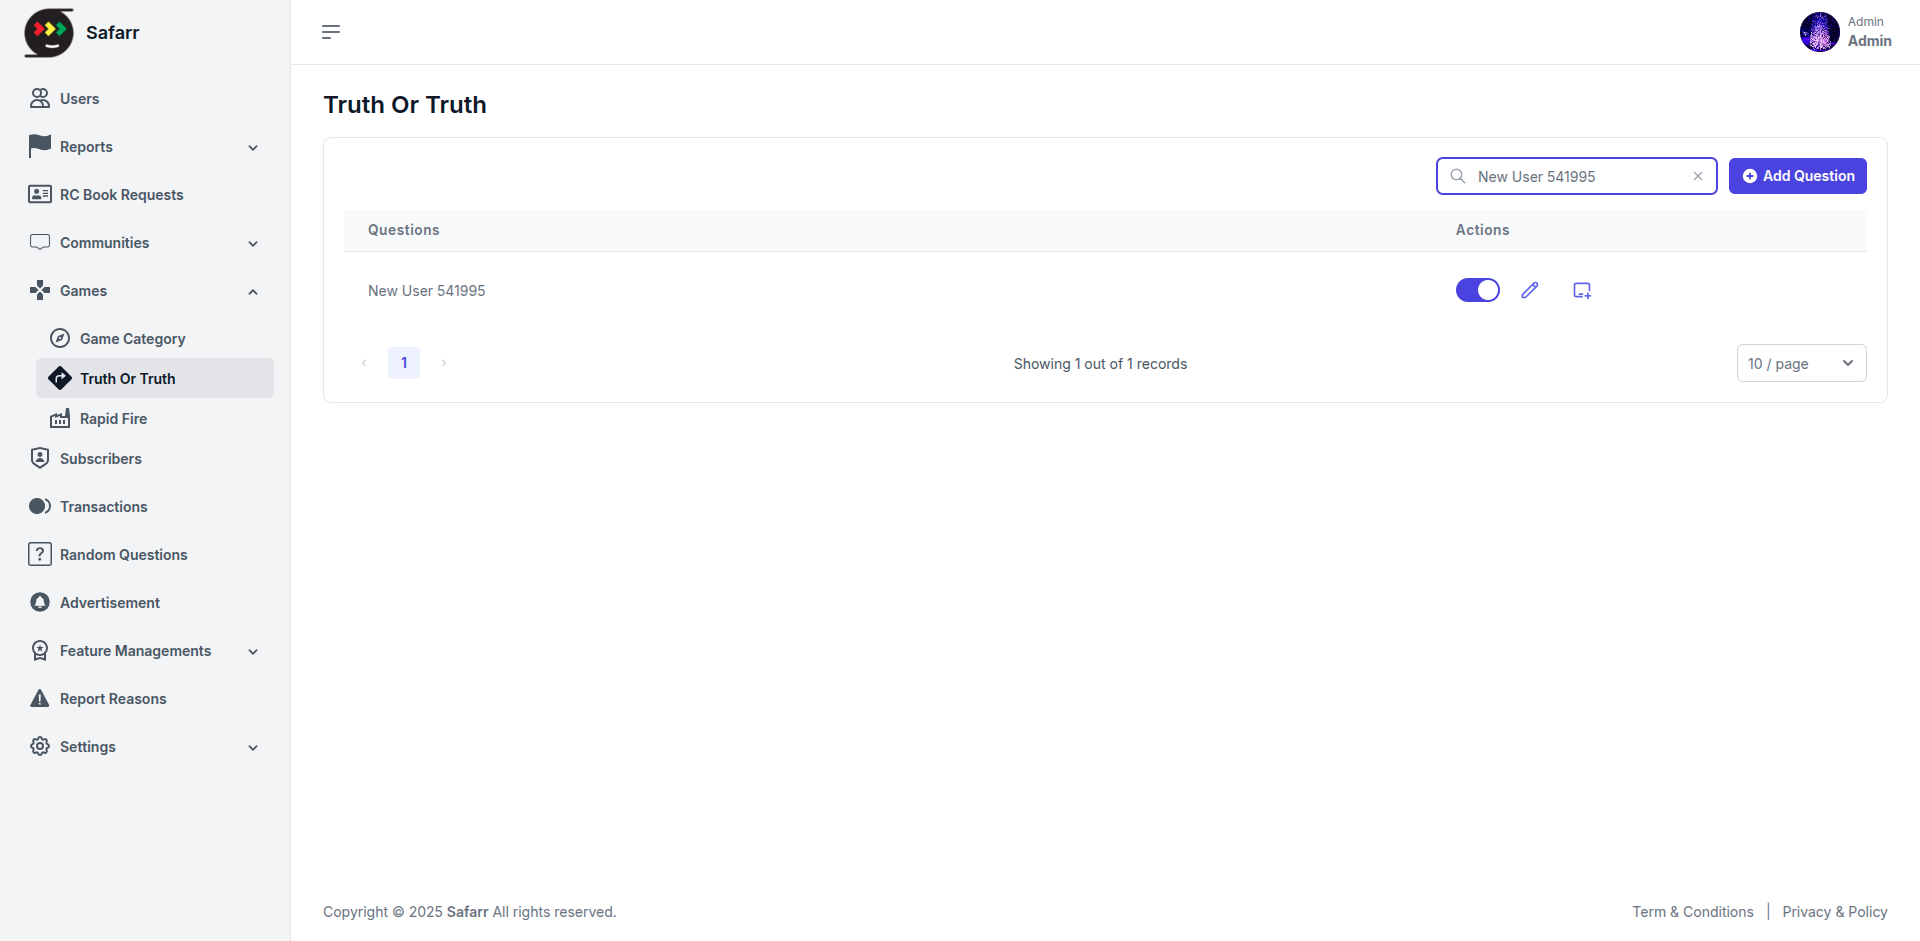 Safarr
Admin
Admin
Users
Reports
RC Book Requests
Communities
Games
Game Category
Truth Or Truth
Rapid Fire
Subscribers
Transactions
Random Questions
Advertisement
Feature Managements
Report Reasons
Settings
Truth Or Truth
New User 541995
Add Question
Questions Actions
New User 541995
1
Showing 1 out of 1 records
10 / page
Copyright © 2025 Safarr All rights reserved.
Term & Conditions | Privacy & Policy